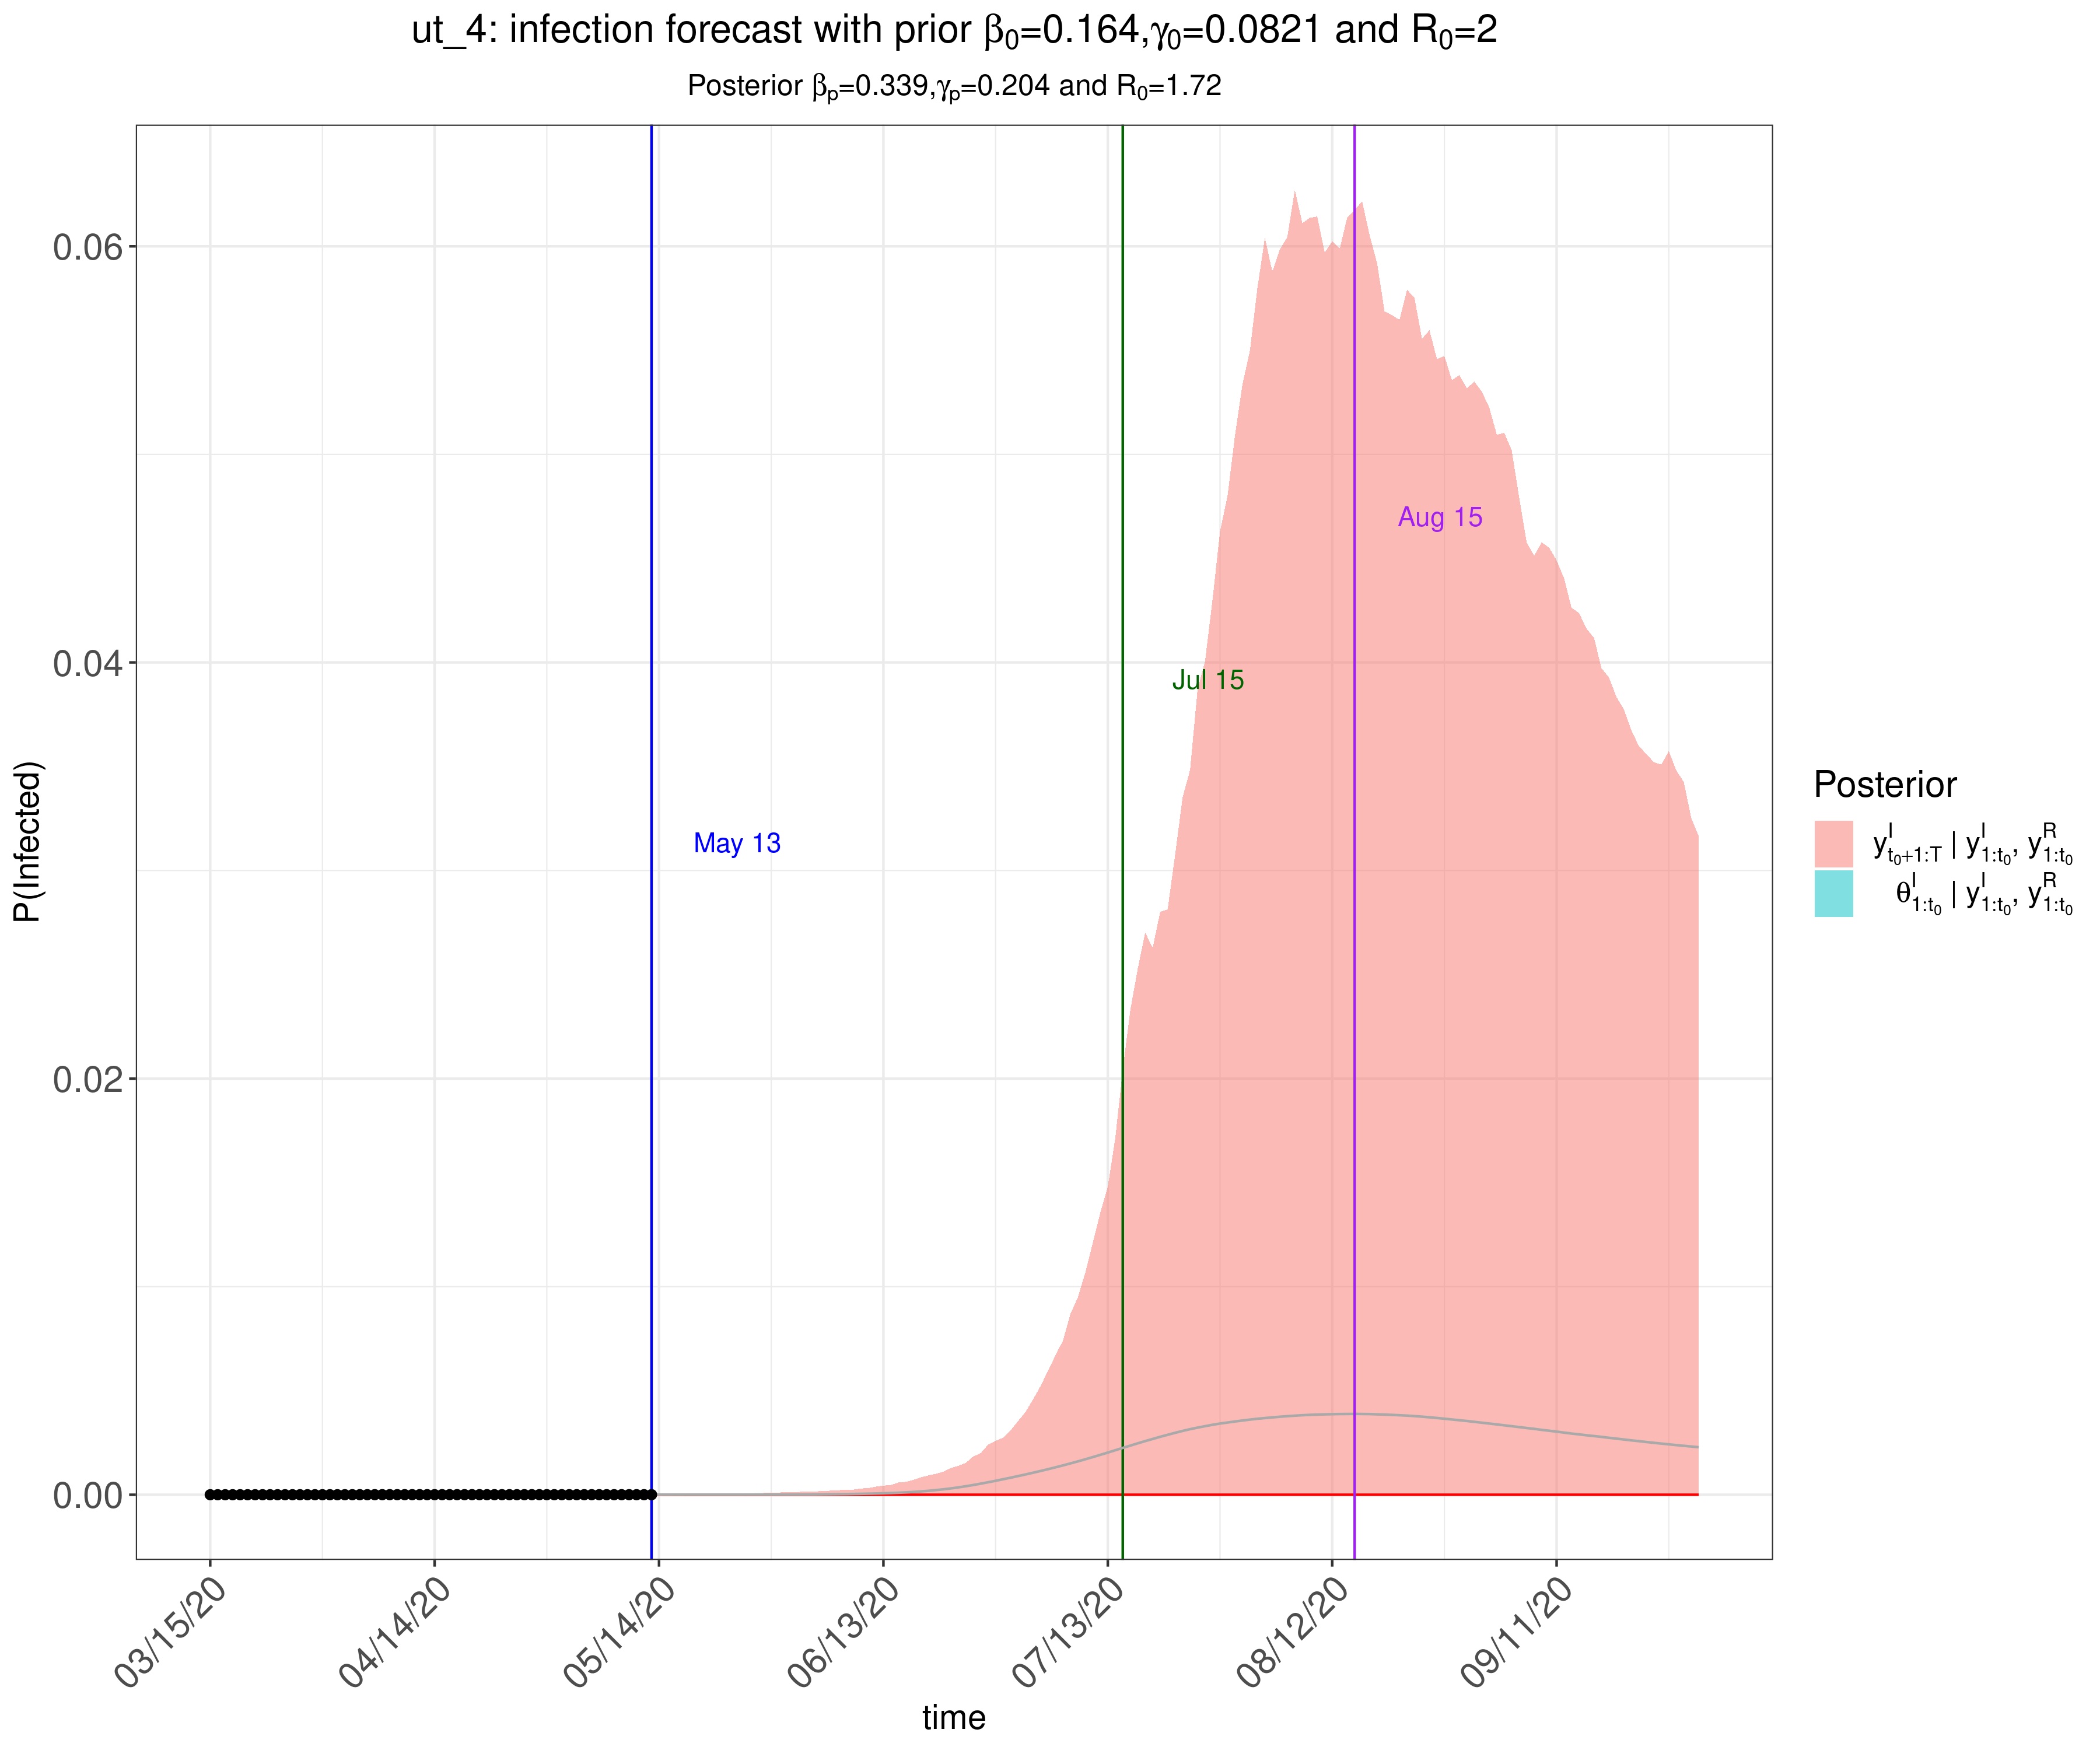 ut_4: infection forecast with prior β₀=0.164,γ₀=0.0821 and R₀=2
Posterior βₚ=0.339,γₚ=0.204 and R₀=1.72
P(Infected)
0.06
0.04
0.02
0.00
May 13
Jul 15
Aug 15
03/15/20
04/14/20
05/14/20
06/13/20
07/13/20
08/12/20
09/11/20
time
Posterior
y^I_{t₀+1:T} | y^I_{1:t₀}, y^R_{1:t₀}
θ^I_{1:t₀} | y^I_{1:t₀}, y^R_{1:t₀}